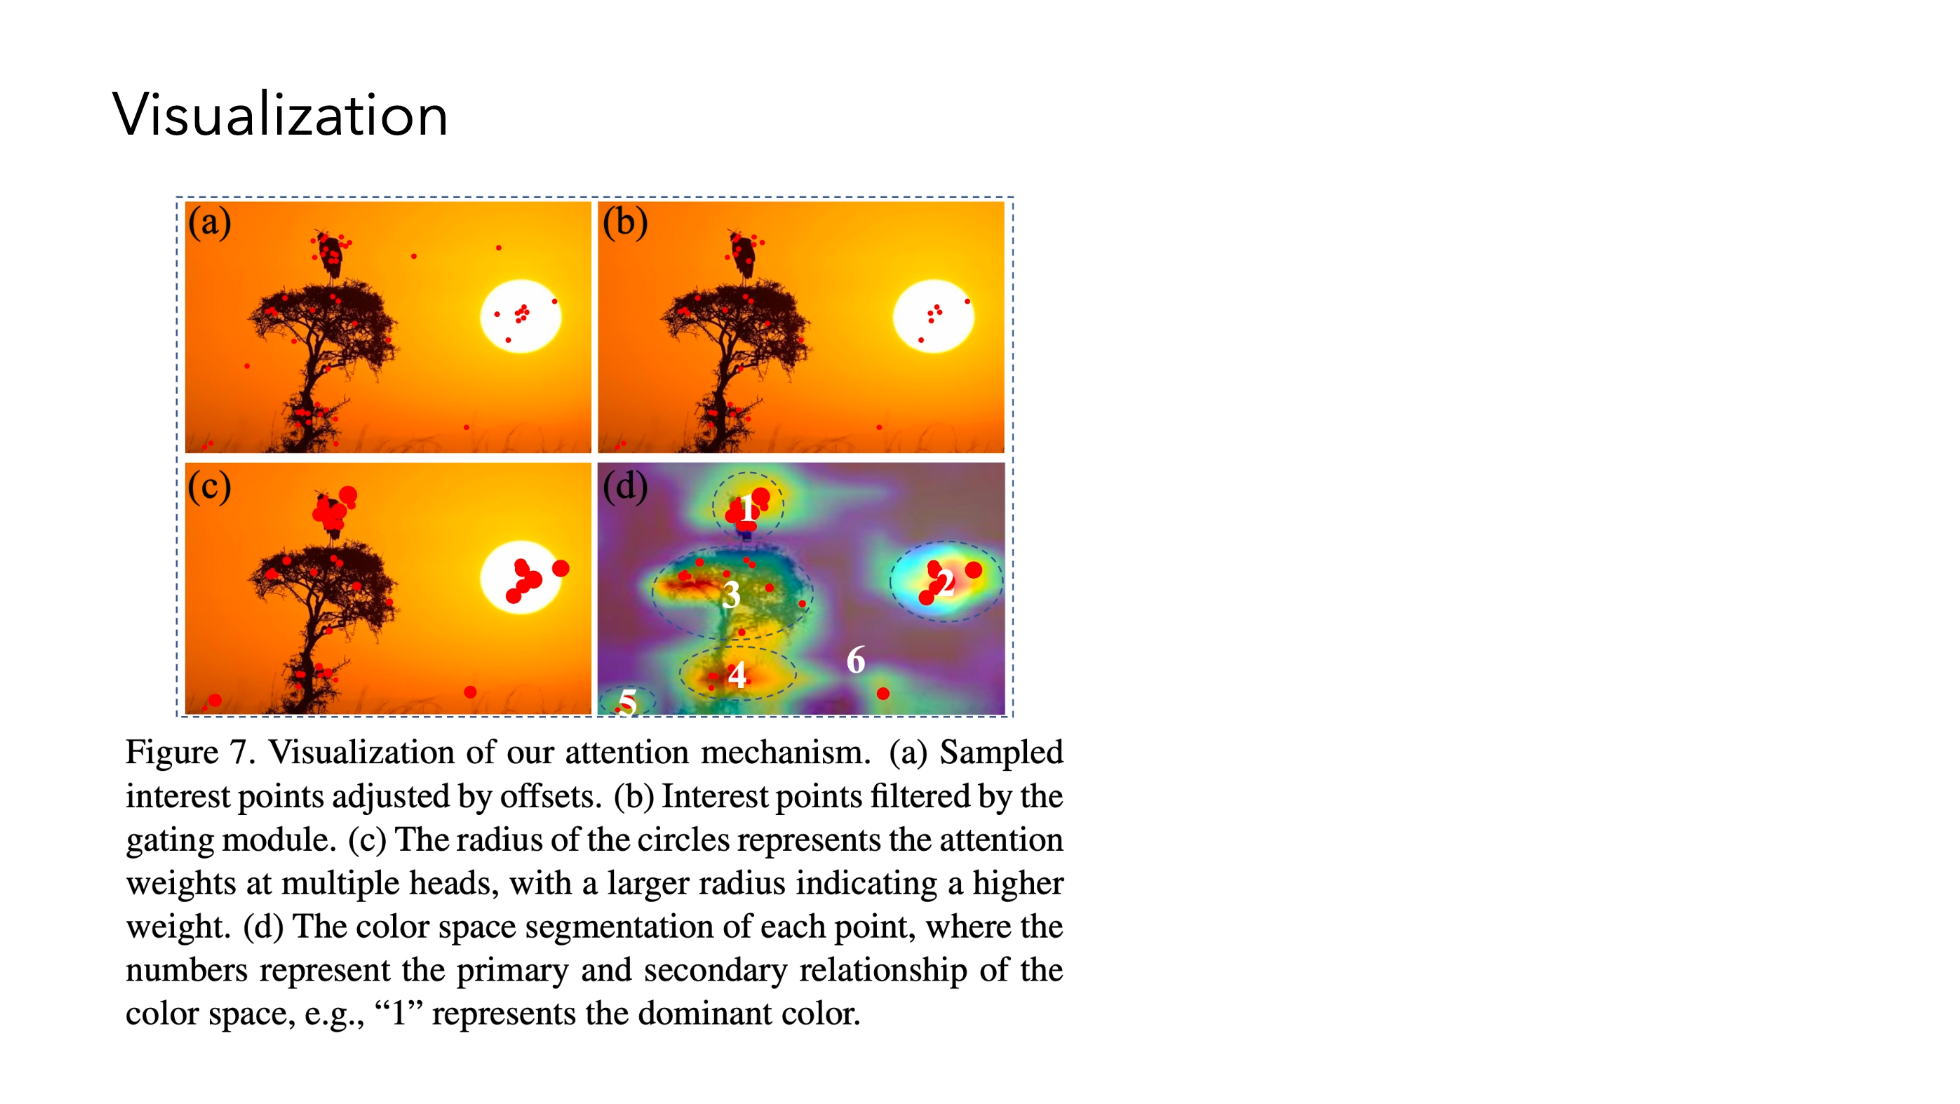 Visualization
(a)
(b)
(c)
(d)
1
2
3
4
5
6
Figure 7. Visualization of our attention mechanism. (a) Sampled
interest points adjusted by offsets. (b) Interest points filtered by the
gating module. (c) The radius of the circles represents the attention
weights at multiple heads, with a larger radius indicating a higher
weight. (d) The color space segmentation of each point, where the
numbers represent the primary and secondary relationship of the
color space, e.g., “1” represents the dominant color.